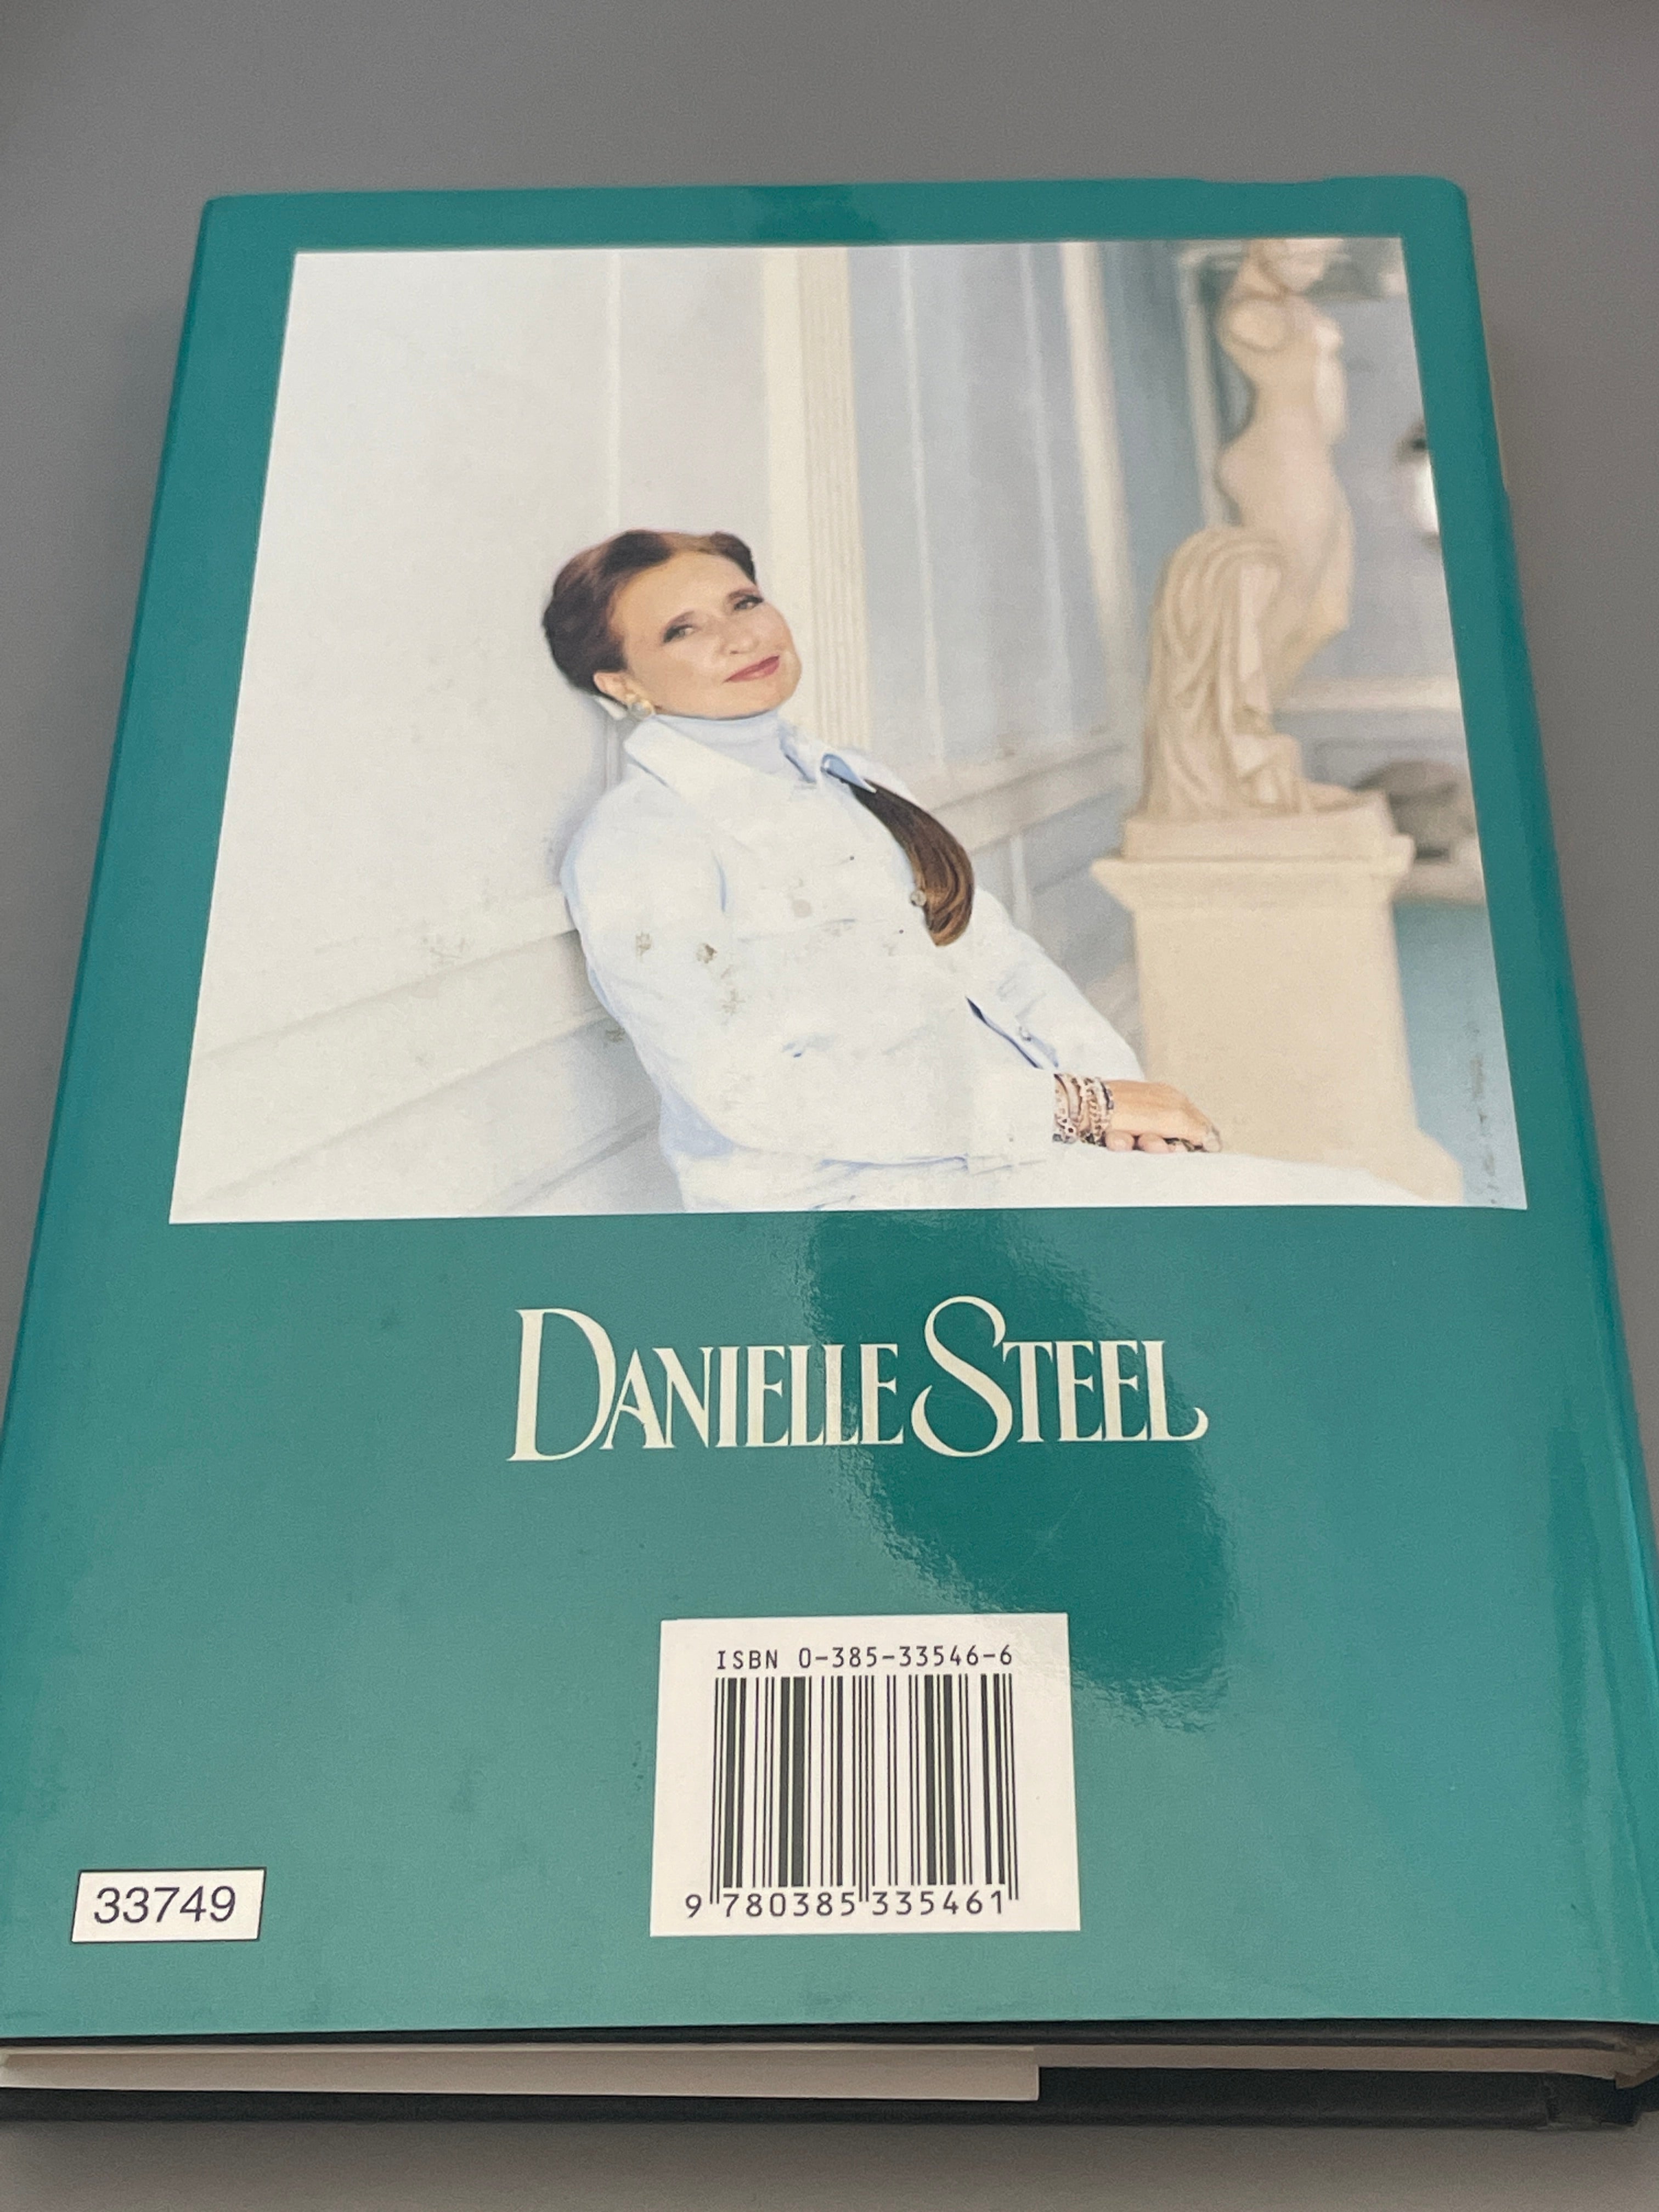 DANIELLE STEEL
ISBN 0-385-33546-6
9 780385 335461
33749